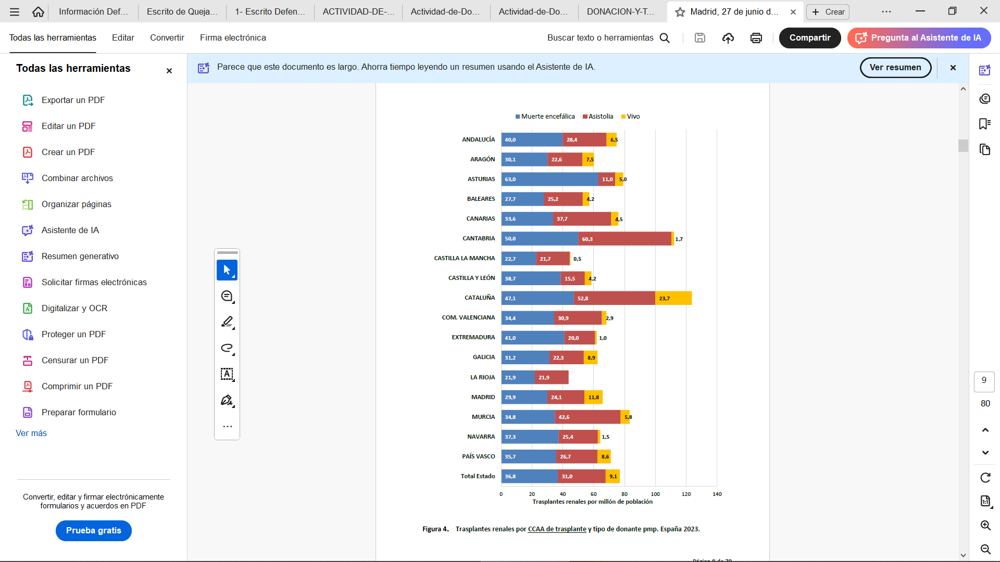 Información Def...
Escrito de Queja...
1- Escrito Defen...
ACTIVIDAD-DE-...
Actividad-de-Do...
Actividad-de-Do...
DONACION-Y-T...
Madrid, 27 de junio d...
Crear
Todas las herramientas
Editar
Convertir
Firma electrónica
Buscar texto o herramientas
Compartir
Pregunta al Asistente de IA
Todas las herramientas
Exportar un PDF
Editar un PDF
Crear un PDF
Combinar archivos
Organizar páginas
Asistente de IA
Resumen generativo
Solicitar firmas electrónicas
Digitalizar y OCR
Proteger un PDF
Censurar un PDF
Comprimir un PDF
Preparar formulario
Ver más
Convertir, editar y firmar electrónicamente
formularios y acuerdos en PDF
Prueba gratis
Parece que este documento es largo. Ahorra tiempo leyendo un resumen usando el Asistente de IA.
Ver resumen
Muerte encefálica Asistolia Vivo
ANDALUCÍA 40,0 28,4 6,5
ARAGÓN 30,1 22,6 7,5
ASTURIAS 63,0 11,0 5,0
BALEARES 27,7 25,2 4,2
CANARIAS 33,6 37,7 4,5
CANTABRIA 50,0 60,3 1,7
CASTILLA LA MANCHA 22,7 21,7 0,5
CASTILLA Y LEÓN 38,7 15,5 4,2
CATALUÑA 47,1 52,8 23,7
COM. VALENCIANA 34,4 30,9 2,9
EXTREMADURA 41,0 20,0 1,0
GALICIA 31,2 22,3 8,9
LA RIOJA 21,9 21,9
MADRID 29,9 24,1 11,8
MURCIA 34,8 42,6 5,8
NAVARRA 37,3 25,4 1,5
PAÍS VASCO 35,7 26,7 8,6
Total Estado 36,8 31,0 9,1
0 20 40 60 80 100 120 140
Trasplantes renales por millón de población
Figura 4. Trasplantes renales por CCAA de trasplante y tipo de donante pmp. España 2023.
9
80
1:1